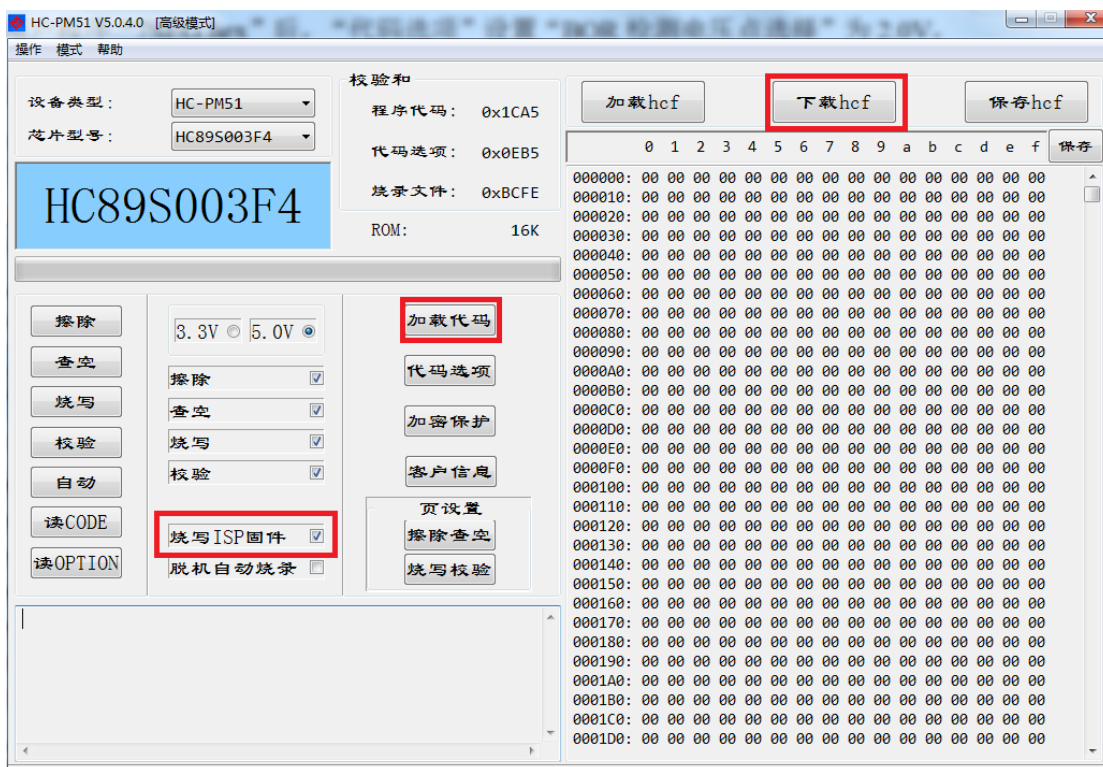 HC-PM51 V5.0.4.0 [高级模式]
操作 模式 帮助
设备类型: HC-PM51
芯片型号: HC89S003F4
HC89S003F4
校验和
程序代码: 0x1CA5
代码选项: 0x0EB5
烧录文件: 0xBCFE
ROM: 16K
擦除
查空
烧写
校验
自动
读CODE
读OPTION
3.3V 5.0V
擦除
查空
烧写
校验
烧写ISP固件
脱机自动烧录
加载代码
代码选项
加密保护
客户信息
页设置
擦除查空
烧写校验
加载hcf 下载hcf 保存hcf
0 1 2 3 4 5 6 7 8 9 a b c d e f 保存
000000: 00 00 00 00 00 00 00 00 00 00 00 00 00 00 00 00
000010: 00 00 00 00 00 00 00 00 00 00 00 00 00 00 00 00
000020: 00 00 00 00 00 00 00 00 00 00 00 00 00 00 00 00
000030: 00 00 00 00 00 00 00 00 00 00 00 00 00 00 00 00
000040: 00 00 00 00 00 00 00 00 00 00 00 00 00 00 00 00
000050: 00 00 00 00 00 00 00 00 00 00 00 00 00 00 00 00
000060: 00 00 00 00 00 00 00 00 00 00 00 00 00 00 00 00
000070: 00 00 00 00 00 00 00 00 00 00 00 00 00 00 00 00
000080: 00 00 00 00 00 00 00 00 00 00 00 00 00 00 00 00
000090: 00 00 00 00 00 00 00 00 00 00 00 00 00 00 00 00
0000A0: 00 00 00 00 00 00 00 00 00 00 00 00 00 00 00 00
0000B0: 00 00 00 00 00 00 00 00 00 00 00 00 00 00 00 00
0000C0: 00 00 00 00 00 00 00 00 00 00 00 00 00 00 00 00
0000D0: 00 00 00 00 00 00 00 00 00 00 00 00 00 00 00 00
0000E0: 00 00 00 00 00 00 00 00 00 00 00 00 00 00 00 00
0000F0: 00 00 00 00 00 00 00 00 00 00 00 00 00 00 00 00
000100: 00 00 00 00 00 00 00 00 00 00 00 00 00 00 00 00
000110: 00 00 00 00 00 00 00 00 00 00 00 00 00 00 00 00
000120: 00 00 00 00 00 00 00 00 00 00 00 00 00 00 00 00
000130: 00 00 00 00 00 00 00 00 00 00 00 00 00 00 00 00
000140: 00 00 00 00 00 00 00 00 00 00 00 00 00 00 00 00
000150: 00 00 00 00 00 00 00 00 00 00 00 00 00 00 00 00
000160: 00 00 00 00 00 00 00 00 00 00 00 00 00 00 00 00
000170: 00 00 00 00 00 00 00 00 00 00 00 00 00 00 00 00
000180: 00 00 00 00 00 00 00 00 00 00 00 00 00 00 00 00
000190: 00 00 00 00 00 00 00 00 00 00 00 00 00 00 00 00
0001A0: 00 00 00 00 00 00 00 00 00 00 00 00 00 00 00 00
0001B0: 00 00 00 00 00 00 00 00 00 00 00 00 00 00 00 00
0001C0: 00 00 00 00 00 00 00 00 00 00 00 00 00 00 00 00
0001D0: 00 00 00 00 00 00 00 00 00 00 00 00 00 00 00 00